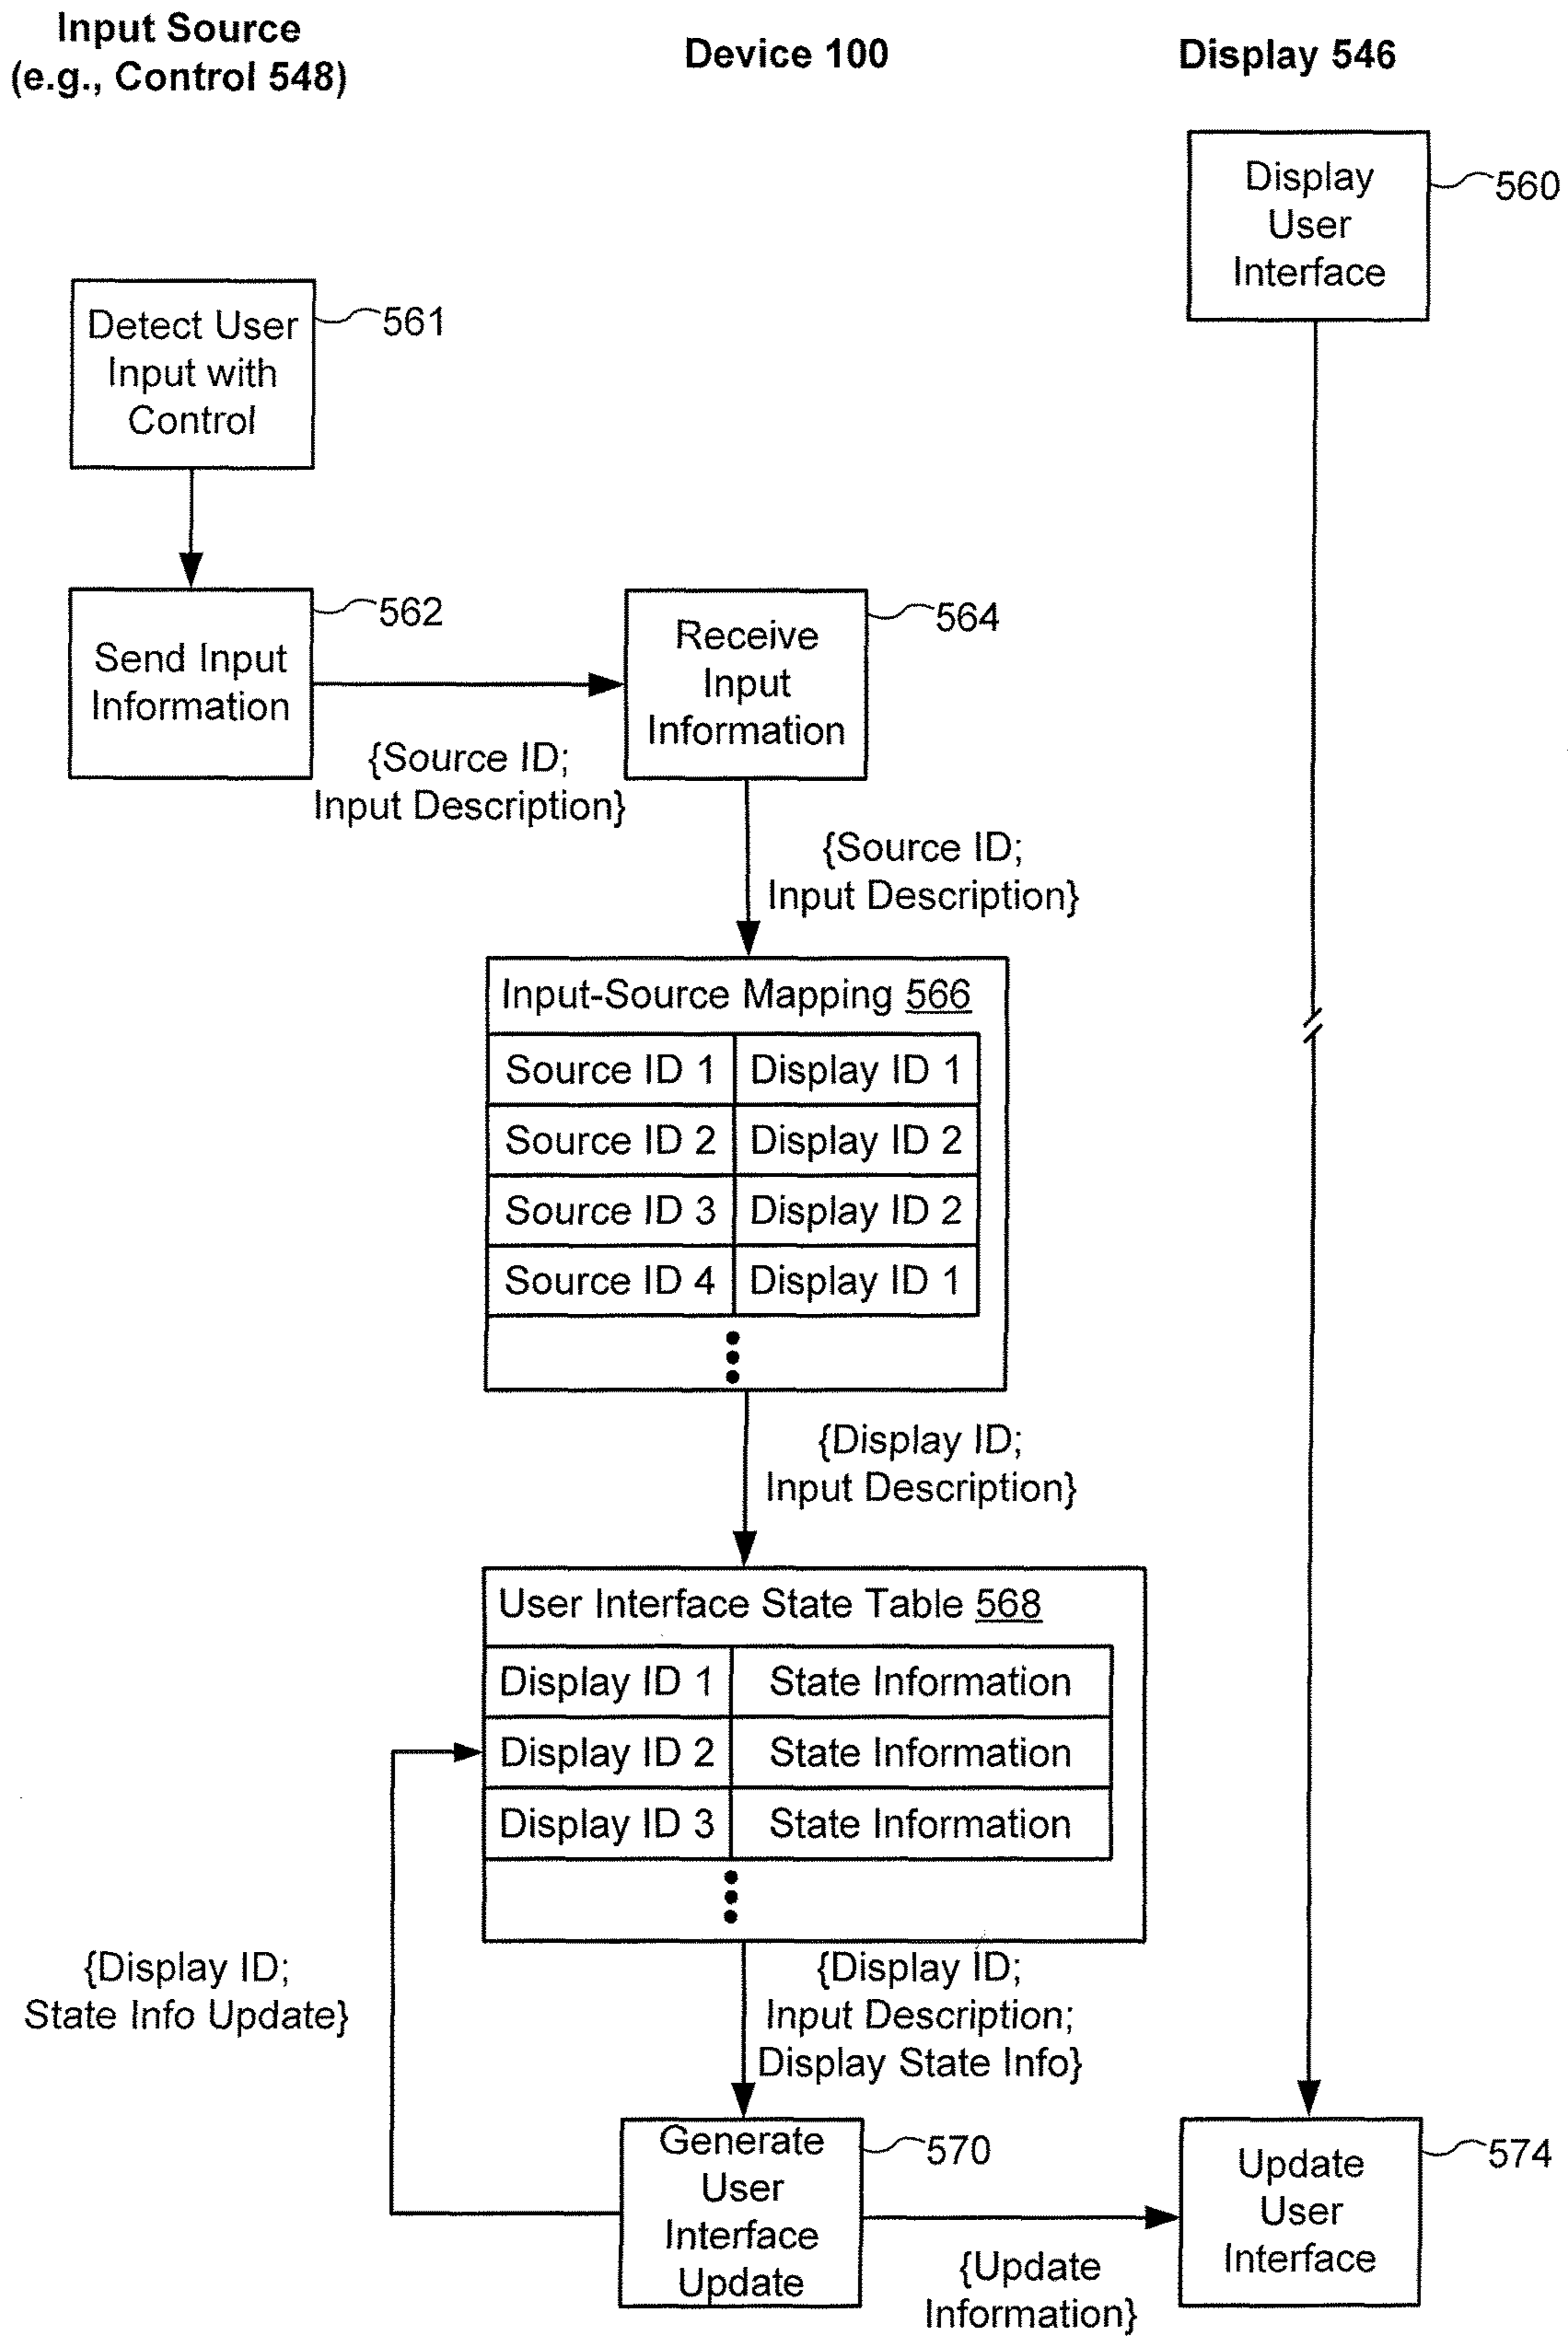 Input Source
(e.g., Control 548)
Device 100
Display 546
Display
User
Interface
560
Detect User
Input with
Control
561
Send Input
Information
562
{Source ID;
Input Description}
Receive
Input
Information
564
{Source ID;
Input Description}
Input-Source Mapping 566
Source ID 1 Display ID 1
Source ID 2 Display ID 2
Source ID 3 Display ID 2
Source ID 4 Display ID 1
{Display ID;
Input Description}
User Interface State Table 568
Display ID 1 State Information
Display ID 2 State Information
Display ID 3 State Information
{Display ID;
State Info Update}
{Display ID;
Input Description;
Display State Info}
Generate
User
Interface
Update
570
{Update
Information}
Update
User
Interface
574